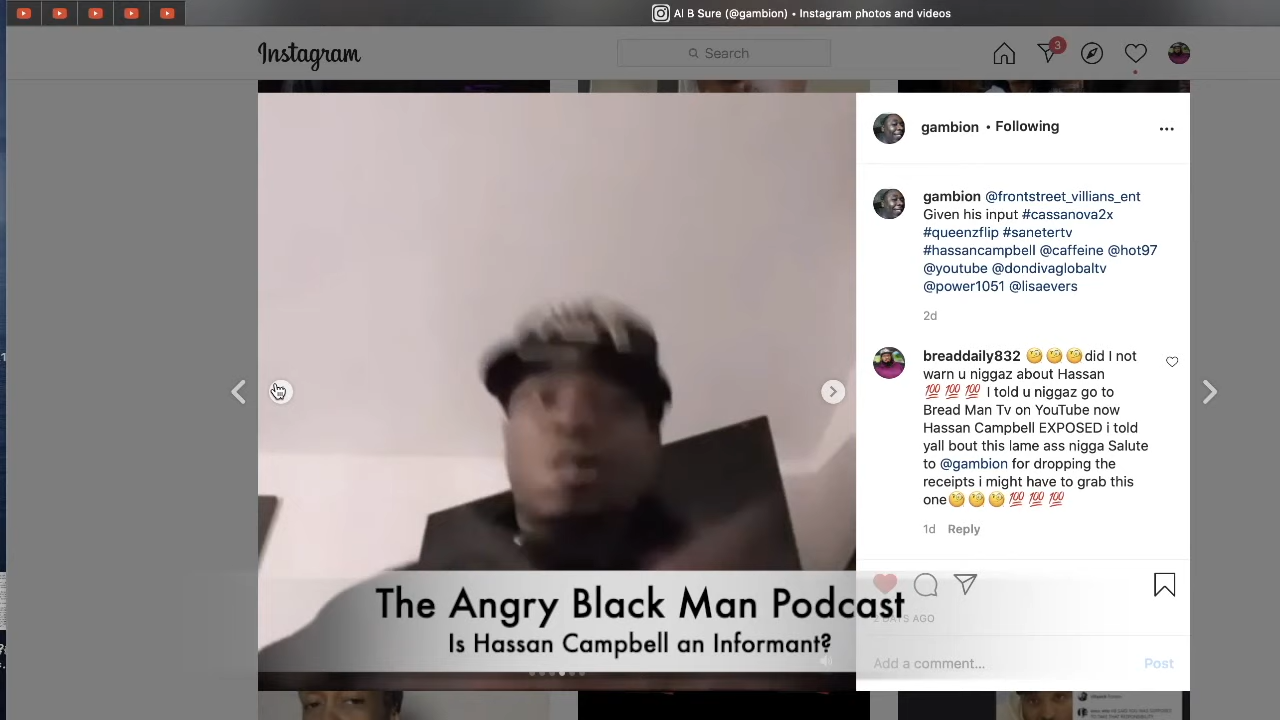 Al B Sure (@gambion) • Instagram photos and videos
Instagram
Search
3
gambion • Following
gambion @frontstreet_villians_ent
Given his input #cassanova2x
#queenzflip #sanetertv
#hassancampbell @caffeine @hot97
@youtube @dondivaglobaltv
@power1051 @lisaevers
2d
breaddaily832 🧐🧐🧐did I not
warn u niggaz about Hassan
💯💯💯 I told u niggaz go to
Bread Man Tv on YouTube now
Hassan Campbell EXPOSED i told
yall bout this lame ass nigga Salute
to @gambion for dropping the
receipts i might have to grab this
one🧐🧐🧐💯💯💯
1d Reply
The Angry Black Man Podcast
2 DAYS AGO
Is Hassan Campbell an Informant?
Add a comment... Post